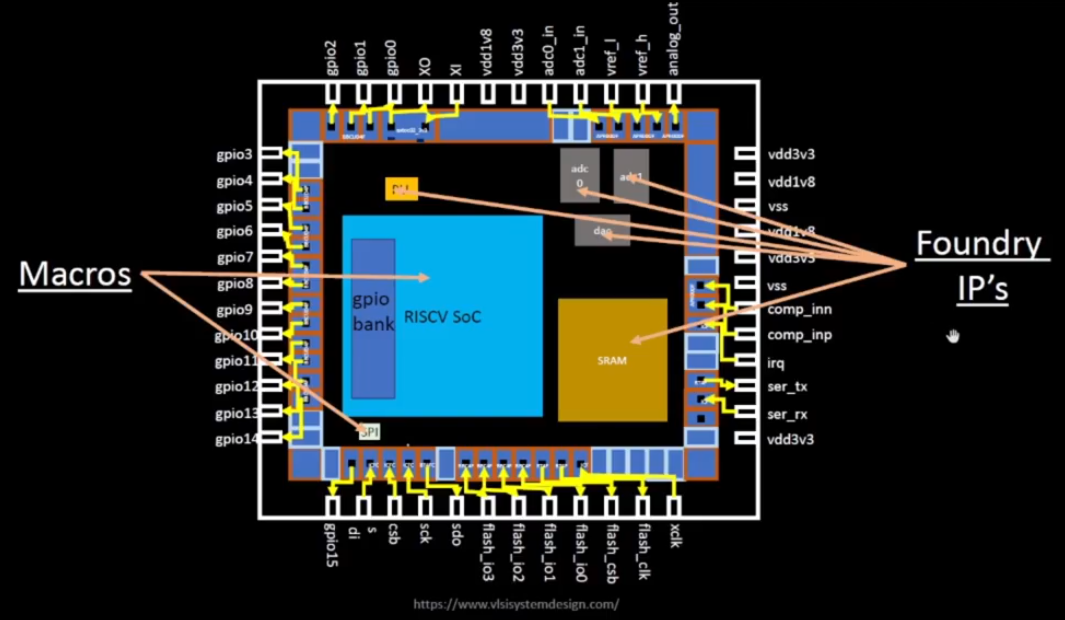 gpio2
gpio1
gpio0
XO
XI
vdd1v8
vdd3v3
adc0_in
adc1_in
vref_l
vref_h
analog_out
gpio3
gpio4
gpio5
gpio6
gpio7
gpio8
gpio9
gpio10
gpio11
gpio12
gpio13
gpio14
vdd3v3
vdd1v8
vss
vdd1v8
vdd3v3
vss
comp_inn
comp_inp
irq
ser_tx
ser_rx
vdd3v3
Macros
Foundry
IP's
PLL
adc
0
adc1
dac
gpio
bank
RISCV SoC
SRAM
SPI
gpio15
di
s
csb
sck
sdo
flash_io3
flash_io2
flash_io1
flash_io0
flash_csb
flash_clk
xclk
https://www.vlsisystemdesign.com/